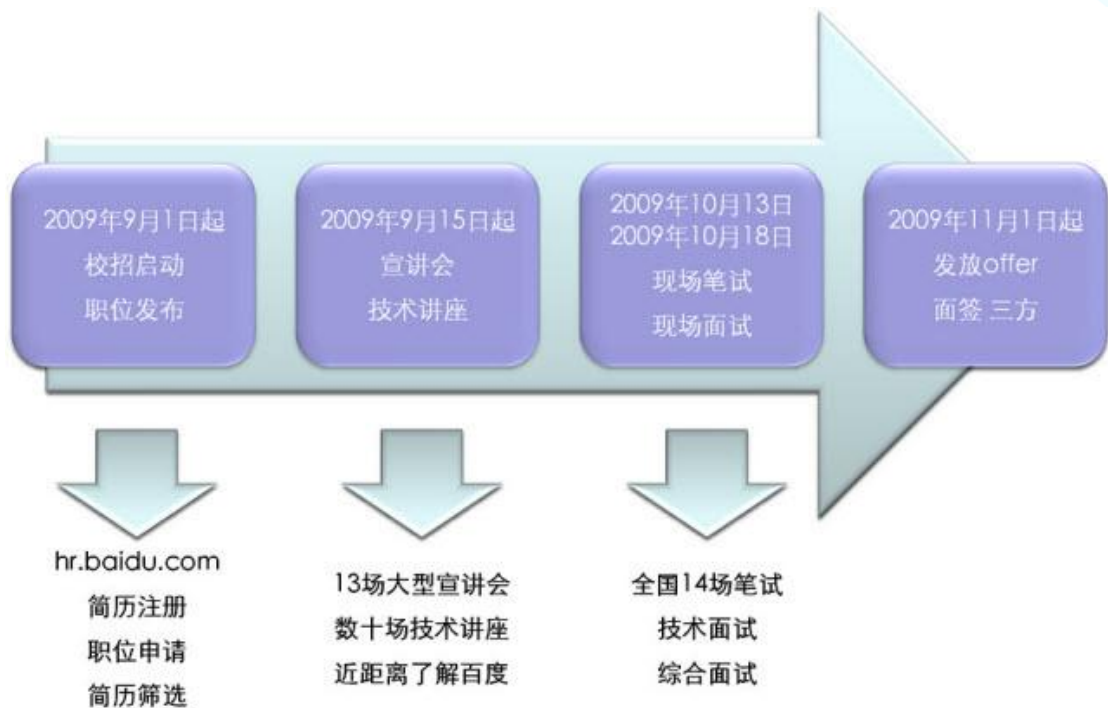 2009年9月1日起
校招启动
职位发布
2009年9月15日起
宣讲会
技术讲座
2009年10月13日
2009年10月18日
现场笔试
现场面试
2009年11月1日起
发放offer
面签 三方
hr.baidu.com
简历注册
职位申请
简历筛选
13场大型宣讲会
数十场技术讲座
近距离了解百度
全国14场笔试
技术面试
综合面试